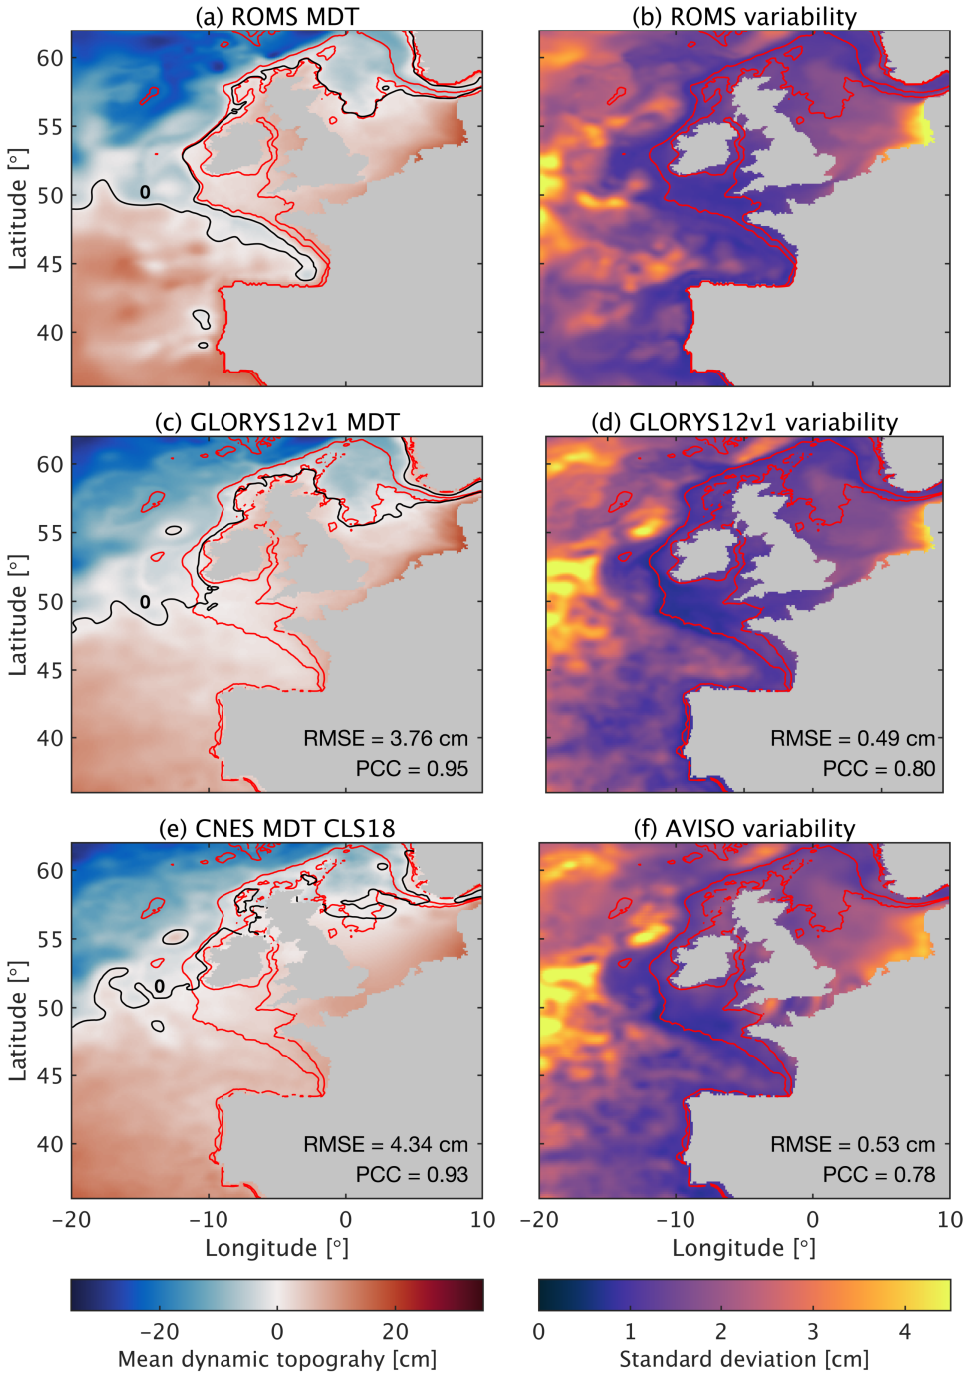 (a) ROMS MDT
(b) ROMS variability
60
55
50
45
40
Latitude [°]
0
(c) GLORYS12v1 MDT
(d) GLORYS12v1 variability
60
55
50
45
40
Latitude [°]
0
RMSE = 3.76 cm
PCC = 0.95
RMSE = 0.49 cm
PCC = 0.80
(e) CNES MDT CLS18
(f) AVISO variability
60
55
50
45
40
Latitude [°]
0
RMSE = 4.34 cm
PCC = 0.93
RMSE = 0.53 cm
PCC = 0.78
-20 -10 0 10
Longitude [°]
-20 -10 0 10
Longitude [°]
-20 0 20
Mean dynamic topograhy [cm]
0 1 2 3 4
Standard deviation [cm]